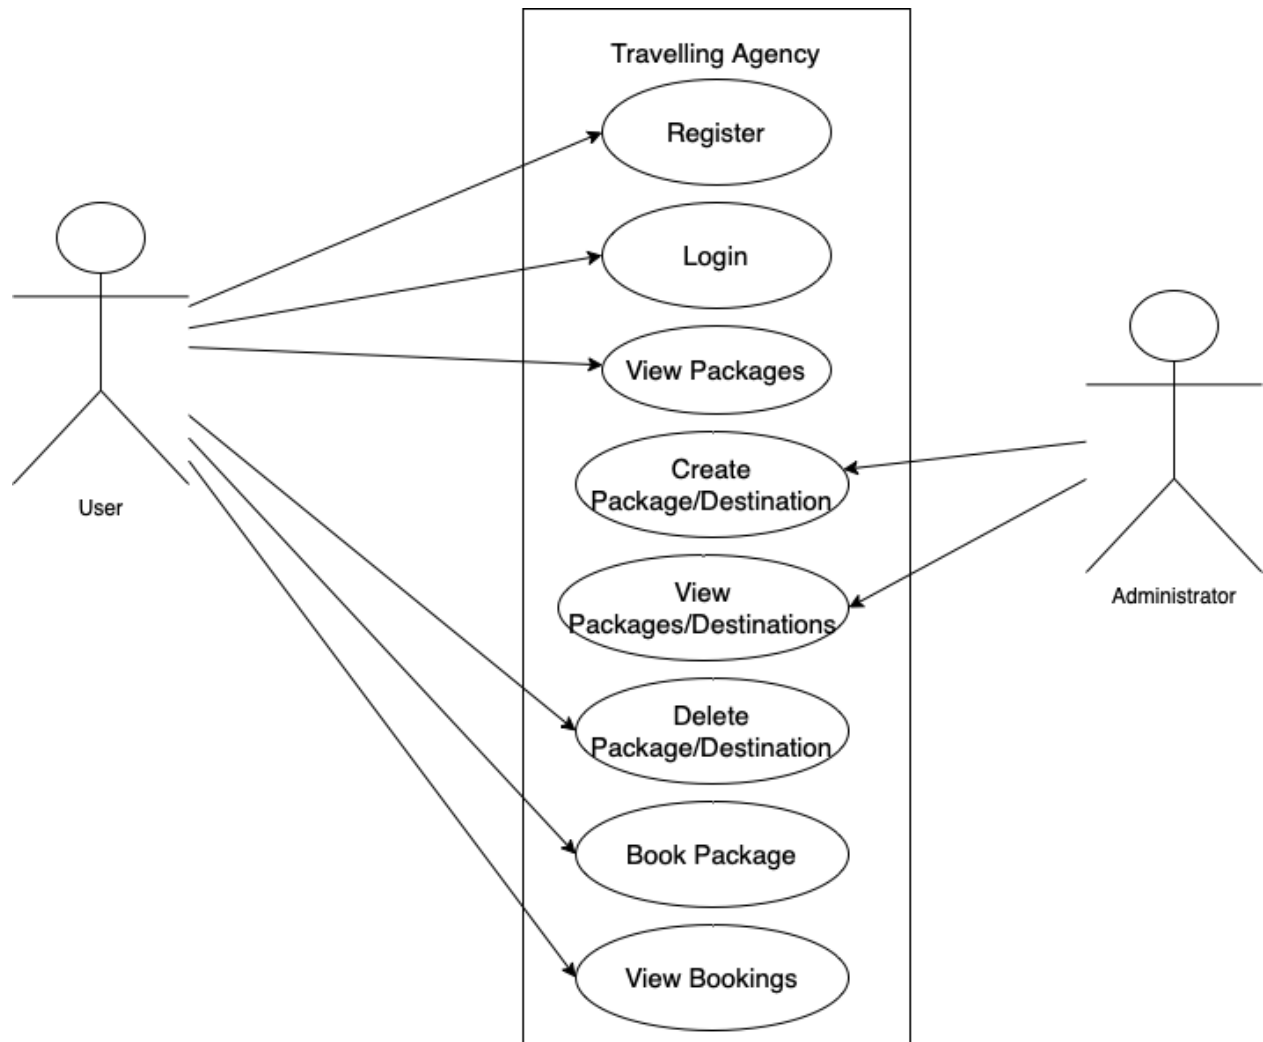 Travelling Agency
Register
Login
View Packages
Create
Package/Destination
View
Packages/Destinations
Delete
Package/Destination
Book Package
View Bookings
User
Administrator